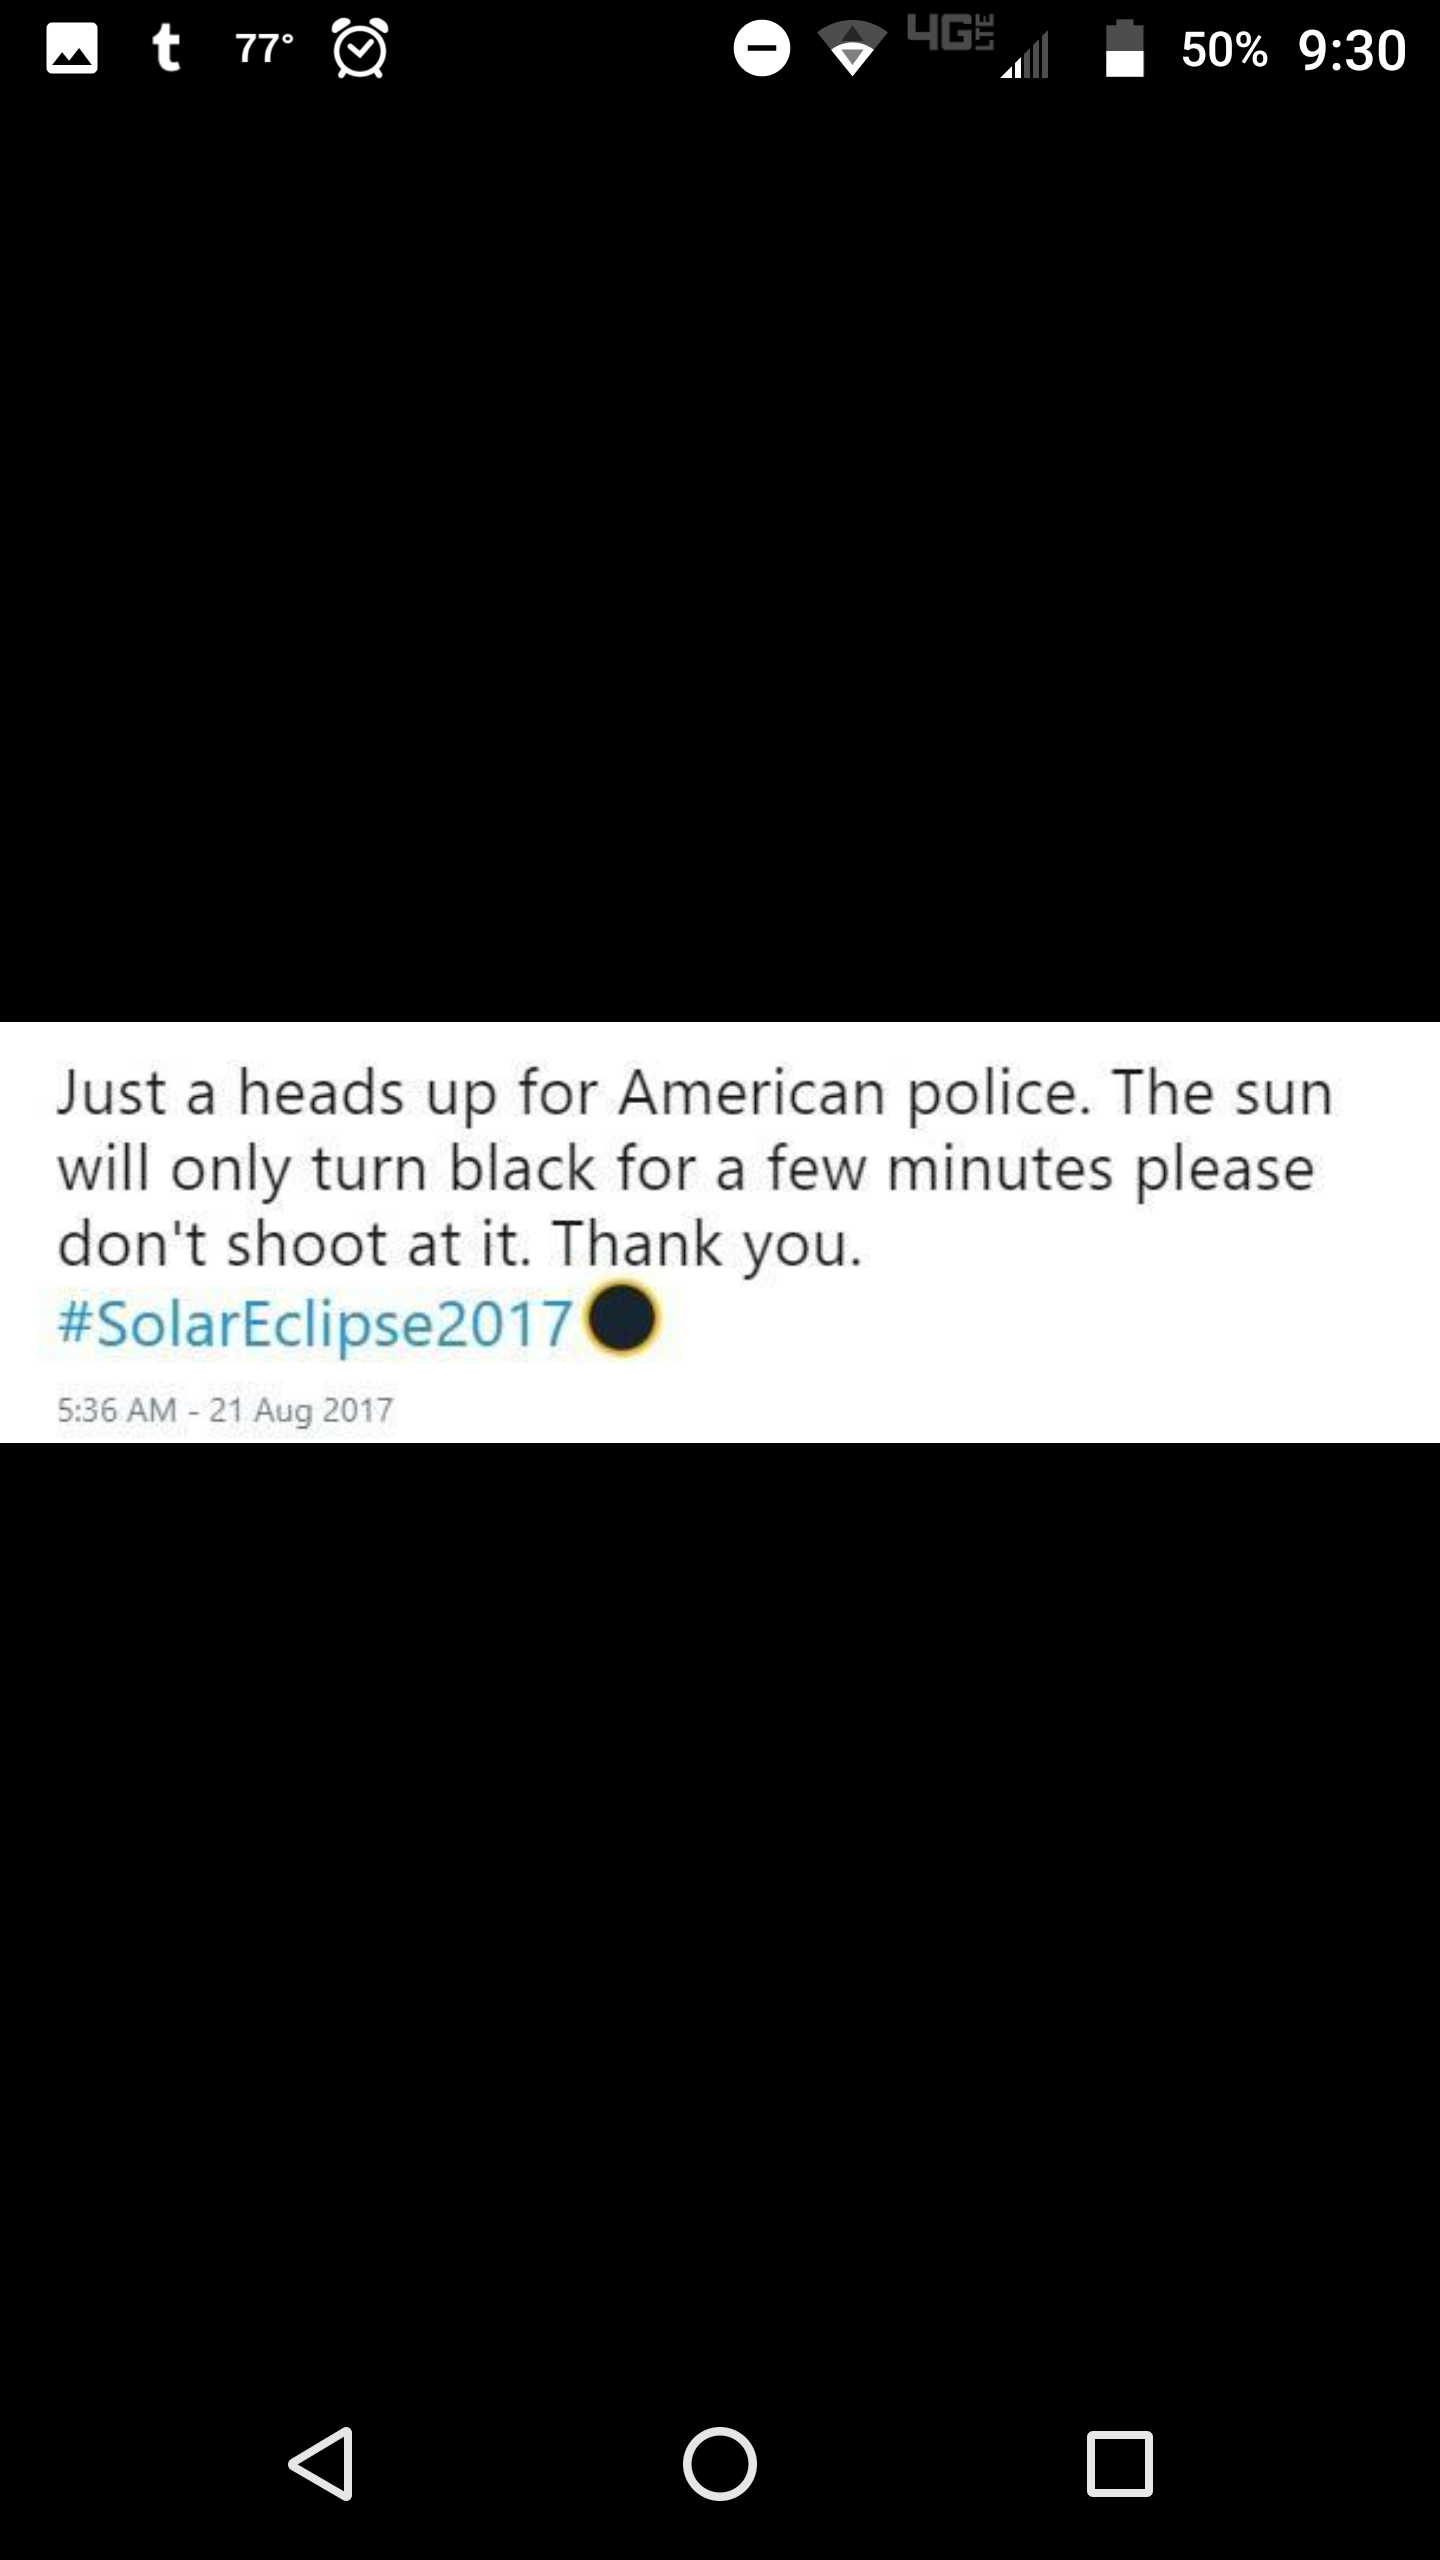 t 77° 4G LTE 50% 9:30
Just a heads up for American police. The sun
will only turn black for a few minutes please
don't shoot at it. Thank you.
#SolarEclipse2017
5:36 AM - 21 Aug 2017